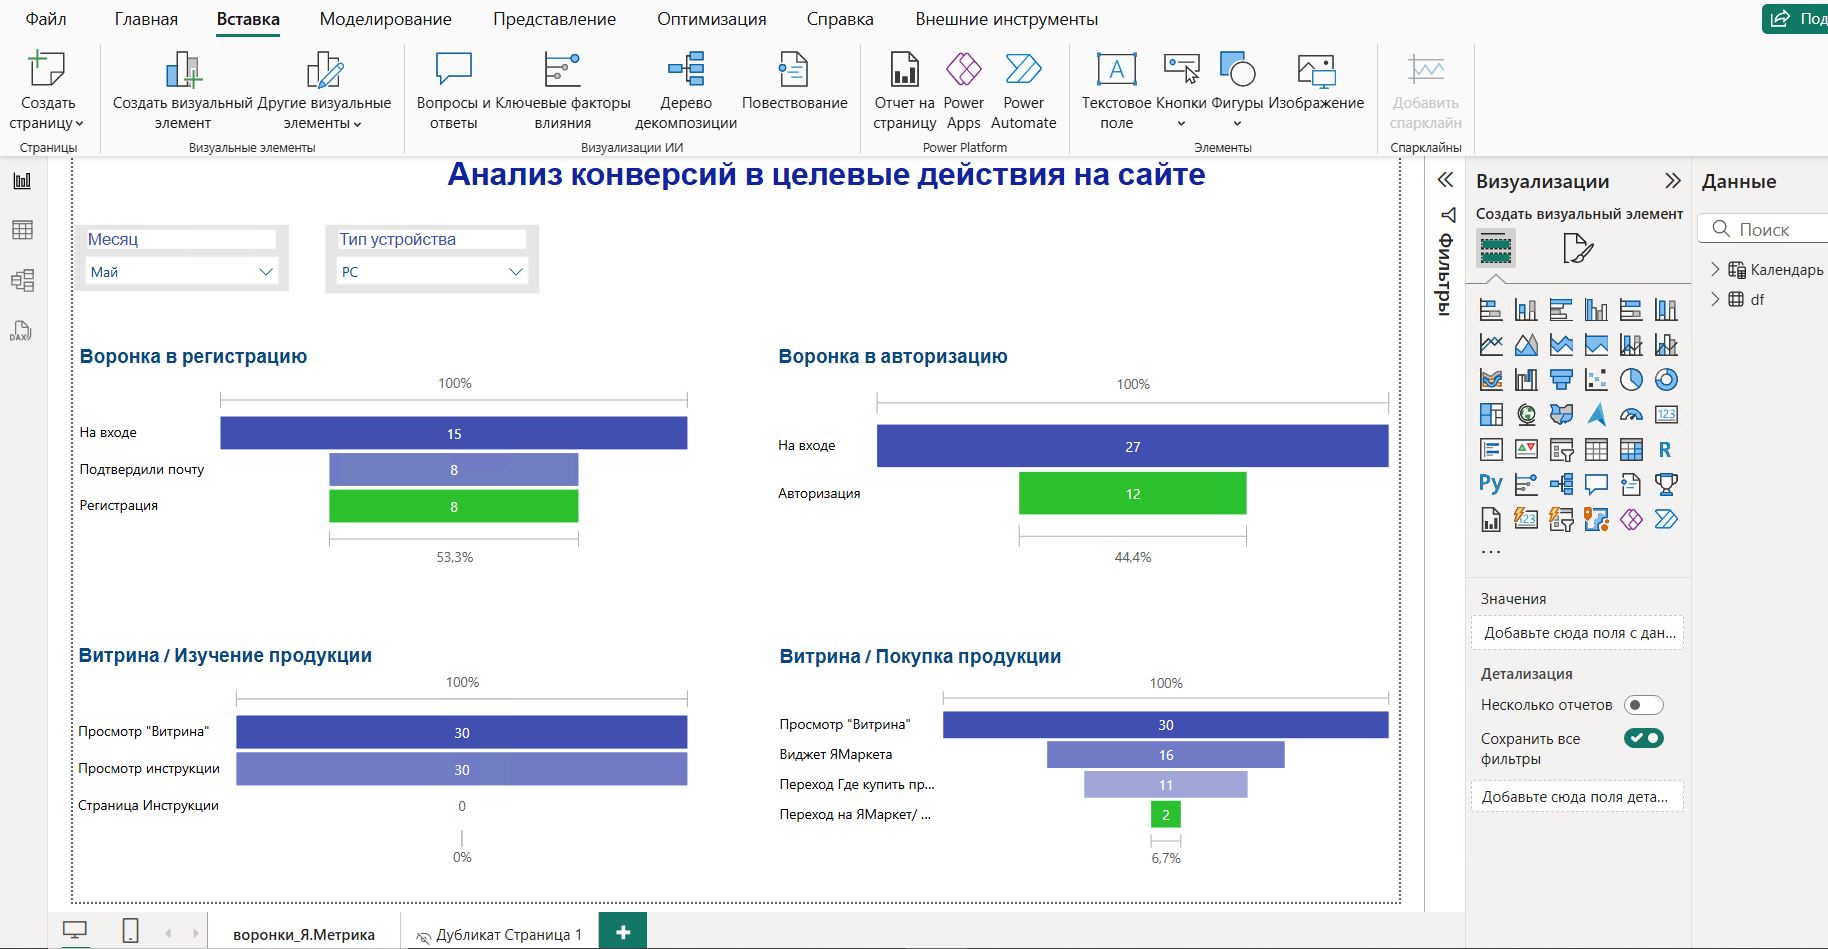 Файл Главная Вставка Моделирование Представление Оптимизация Справка Внешние инструменты
Создать страницу
Создать визуальный элемент
Другие визуальные элементы
Вопросы и ответы
Ключевые факторы влияния
Дерево декомпозиции
Повествование
Отчет на страницу
Power Apps
Power Automate
Текстовое поле
Кнопки
Фигуры
Изображение
Добавить спарклайн
Страницы
Визуальные элементы
Визуализации ИИ
Power Platform
Элементы
Спарклайны
DAX
Анализ конверсий в целевые действия на сайте
Месяц
Май
Тип устройства
PC
Воронка в регистрацию
100%
На входе 15
Подтвердили почту 8
Регистрация 8
53,3%
Воронка в авторизацию
100%
На входе 27
Авторизация 12
44,4%
Витрина / Изучение продукции
100%
Просмотр "Витрина" 30
Просмотр инструкции 30
Страница Инструкции 0
0%
Витрина / Покупка продукции
100%
Просмотр "Витрина" 30
Виджет ЯМаркета 16
Переход Где купить пр... 11
Переход на ЯМаркет/ ... 2
6,7%
Фильтры
Визуализации
Создать визуальный элемент
123
R
Py
123
...
Значения
Добавьте сюда поля с дан...
Детализация
Несколько отчетов
Сохранить все
фильтры
Добавьте сюда поля дета...
Данные
Поиск
Календарь
df
воронки_Я.Метрика
Дубликат Страница 1